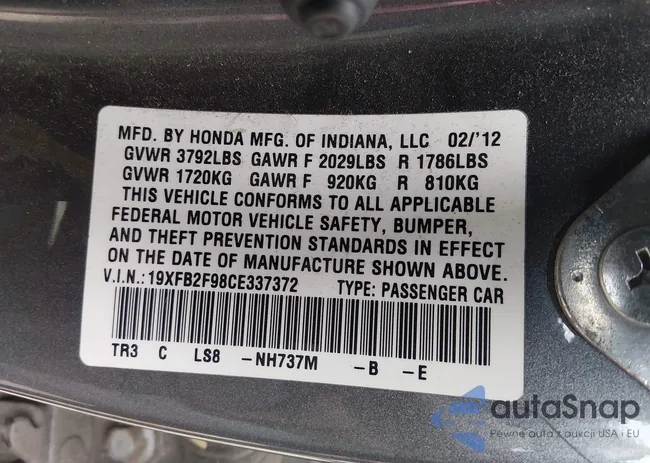 MFD. BY HONDA MFG. OF INDIANA, LLC 02/'12
GVWR 3792LBS GAWR F 2029LBS R 1786LBS
GVWR 1720KG GAWR F 920KG R 810KG
THIS VEHICLE CONFORMS TO ALL APPLICABLE
FEDERAL MOTOR VEHICLE SAFETY, BUMPER,
AND THEFT PREVENTION STANDARDS IN EFFECT
ON THE DATE OF MANUFACTURE SHOWN ABOVE.
V.I.N.:19XFB2F98CE337372 TYPE: PASSENGER CAR
TR3 C LS8 -NH737M -B -E
autaSnap
Pewne auta z aukcji USA i EU